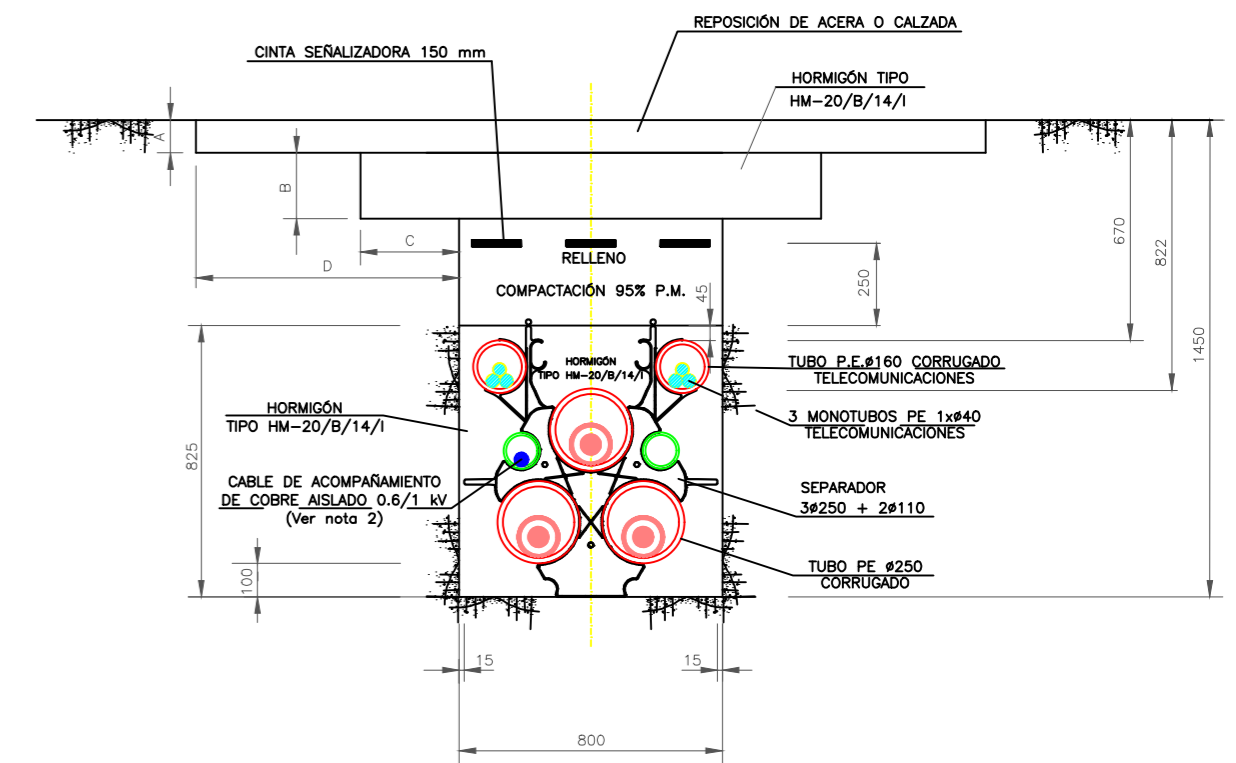 REPOSICIÓN DE ACERA O CALZADA
CINTA SEÑALIZADORA 150 mm
HORMIGÓN TIPO
HM-20/B/14/I
A
B
C
D
RELLENO
COMPACTACIÓN 95% P.M.
45
250
670
822
1450
HORMIGÓN
TIPO HM-20/B/14/I
TUBO P.E.ø160 CORRUGADO
TELECOMUNICACIONES
3 MONOTUBOS PE 1xø40
TELECOMUNICACIONES
HORMIGÓN
TIPO HM-20/B/14/I
825
CABLE DE ACOMPAÑAMIENTO
DE COBRE AISLADO 0.6/1 kV
(Ver nota 2)
SEPARADOR
3ø250 + 2ø110
TUBO PE ø250
CORRUGADO
100
15
15
800